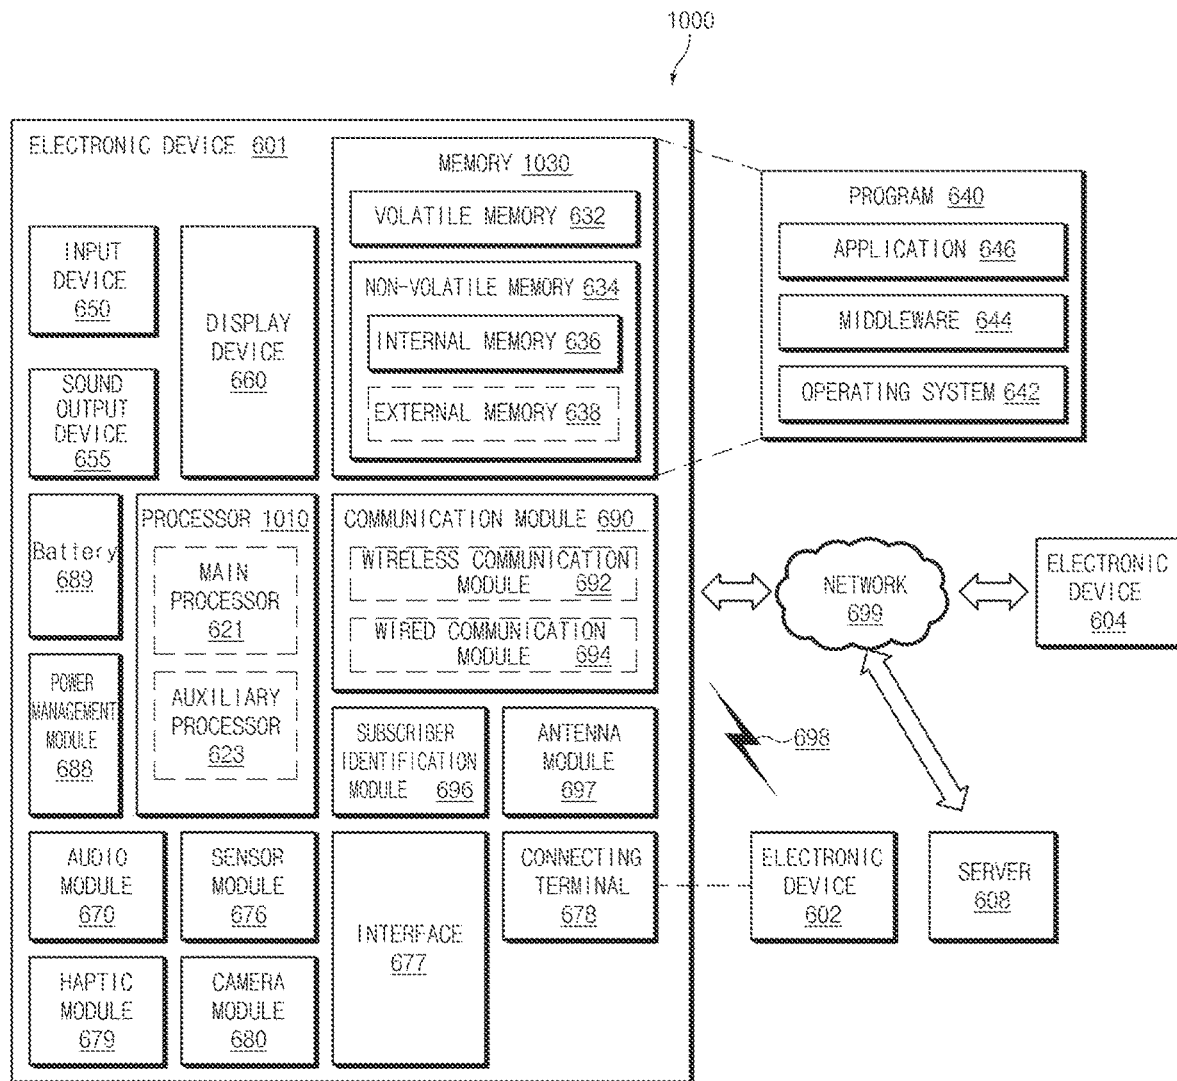 1000
ELECTRONIC DEVICE 601
INPUT
DEVICE
650
SOUND
OUTPUT
DEVICE
655
DISPLAY
DEVICE
660
MEMORY 1030
VOLATILE MEMORY 632
NON-VOLATILE MEMORY 634
INTERNAL MEMORY 636
EXTERNAL MEMORY 638
PROGRAM 640
APPLICATION 646
MIDDLEWARE 644
OPERATING SYSTEM 642
Battery
689
POWER
MANAGEMENT
MODULE
688
PROCESSOR 1010
MAIN
PROCESSOR
621
AUXILIARY
PROCESSOR
623
COMMUNICATION MODULE 690
WIRELESS COMMUNICATION
MODULE 692
WIRED COMMUNICATION
MODULE 694
SUBSCRIBER
IDENTIFICATION
MODULE 696
ANTENNA
MODULE
697
NETWORK
699
ELECTRONIC
DEVICE
604
698
AUDIO
MODULE
670
SENSOR
MODULE
676
INTERFACE
677
CONNECTING
TERMINAL
678
ELECTRONIC
DEVICE
602
SERVER
608
HAPTIC
MODULE
679
CAMERA
MODULE
680